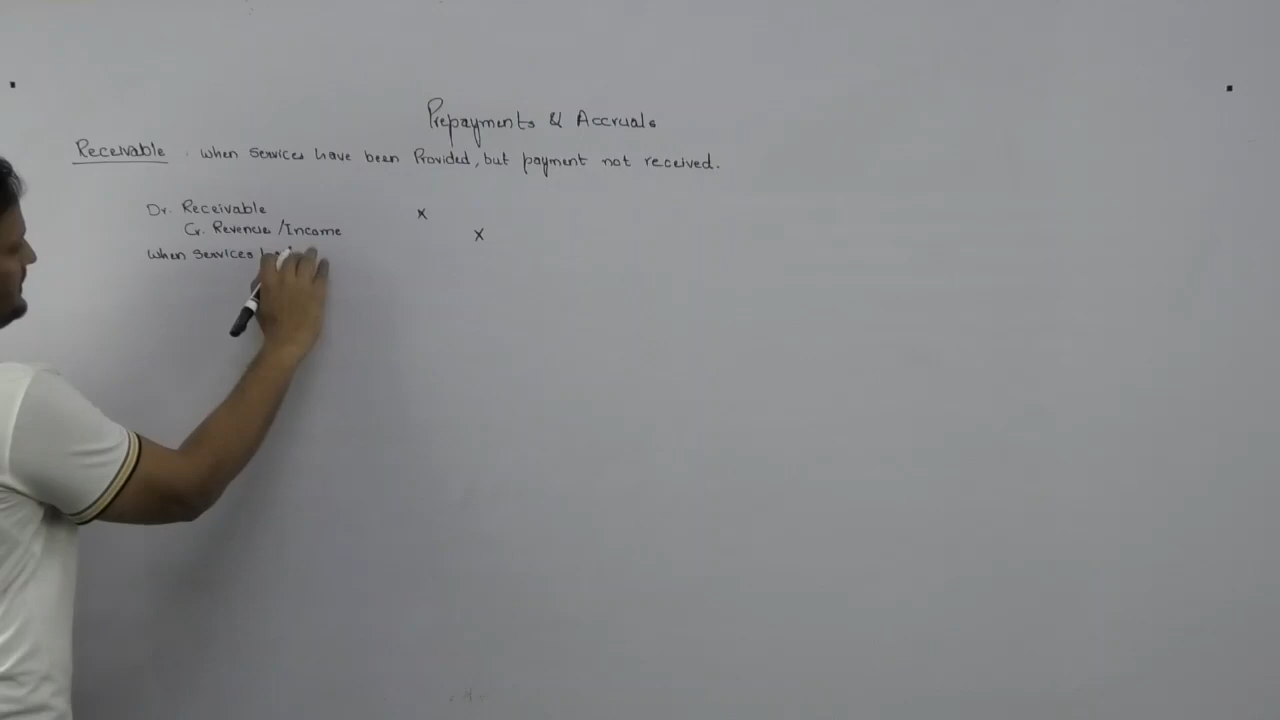 Prepayments & Accruals
Receivable . When Services have been Provided, but payment not received.
Dr. Receivable x
Cr. Revenue /Income x
When Services